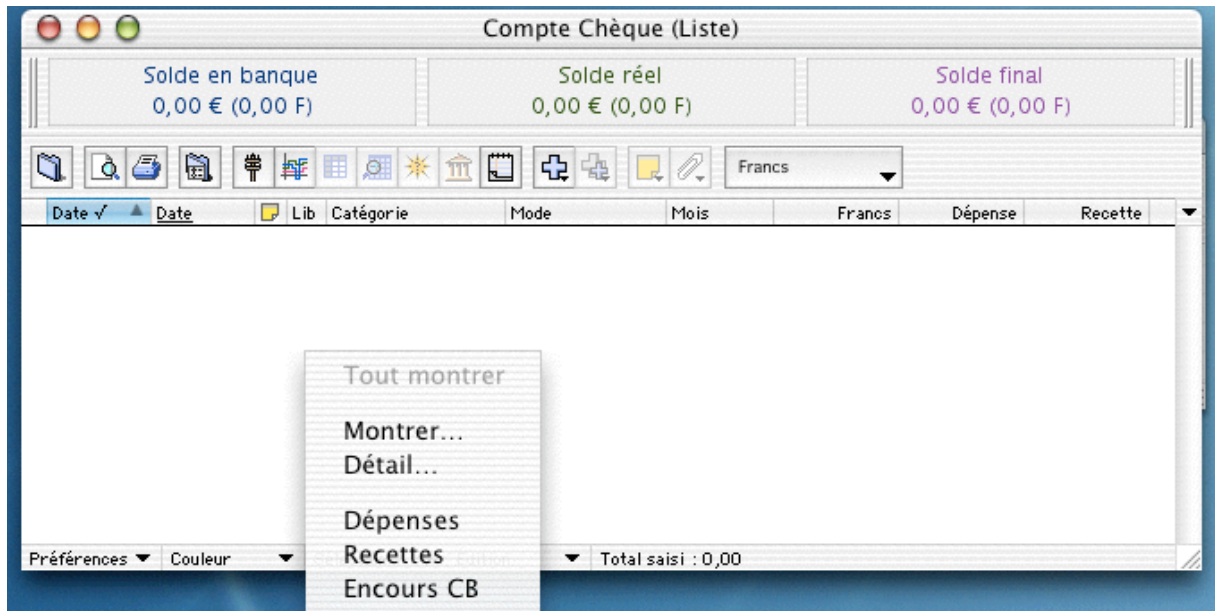 Compte Chèque (Liste)
Solde en banque Solde réel Solde final
0,00 € (0,00 F) 0,00 € (0,00 F) 0,00 € (0,00 F)
Francs
Date √ Date Lib Catégorie Mode Mois Francs Dépense Recette
Tout montrer
Montrer...
Détail...
Dépenses
Recettes
Encours CB
Préférences Couleur Total saisi : 0,00